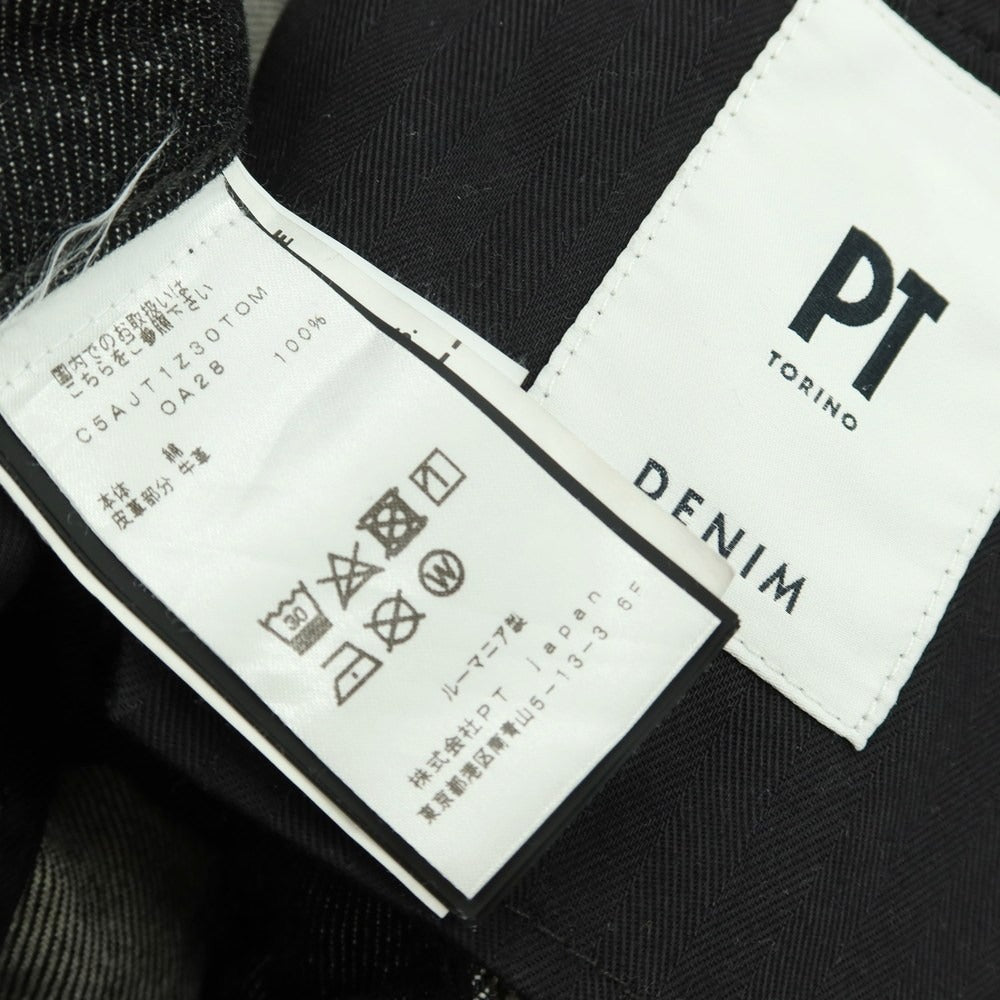 国内でのお取扱いは
こちらをご参照下さい
C5AJT1Z30TOM
OA28
本体 綿 100%
皮革部分 牛革
30
W
ルーマニア製
株式会社PT japan
東京都港区南青山5-13-3 6F
PT
TORINO
DENIM